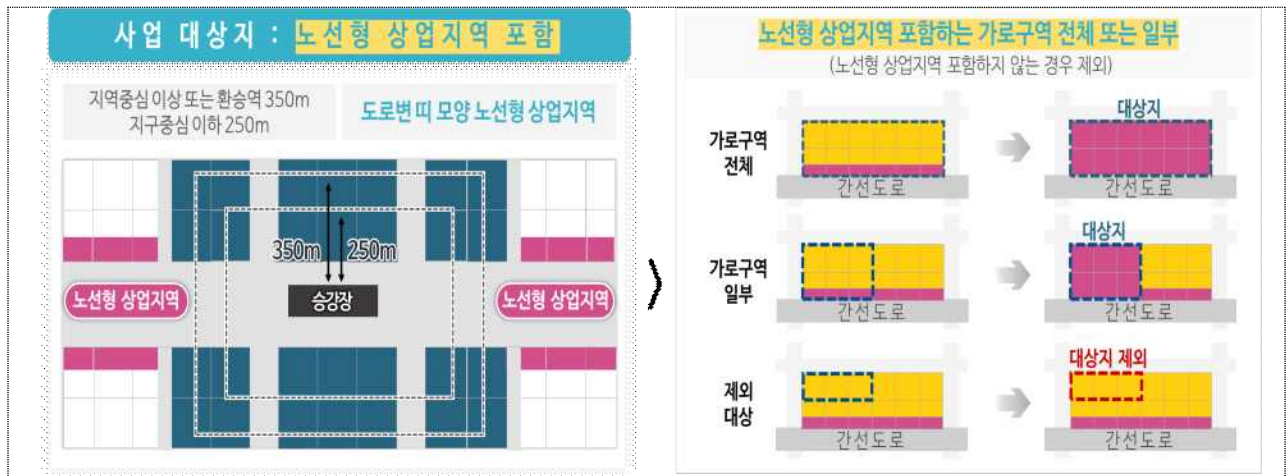 사업 대상지 : 노선형 상업지역 포함
지역중심 이상 또는 환승역 350m
지구중심 이하 250m
도로변 띠 모양 노선형 상업지역
350m
250m
노선형 상업지역
승강장
노선형 상업지역
노선형 상업지역 포함하는 가로구역 전체 또는 일부
(노선형 상업지역 포함하지 않는 경우 제외)
가로구역
전체
간선도로
대상지
간선도로
가로구역
일부
간선도로
대상지
간선도로
제외
대상
간선도로
대상지 제외
간선도로